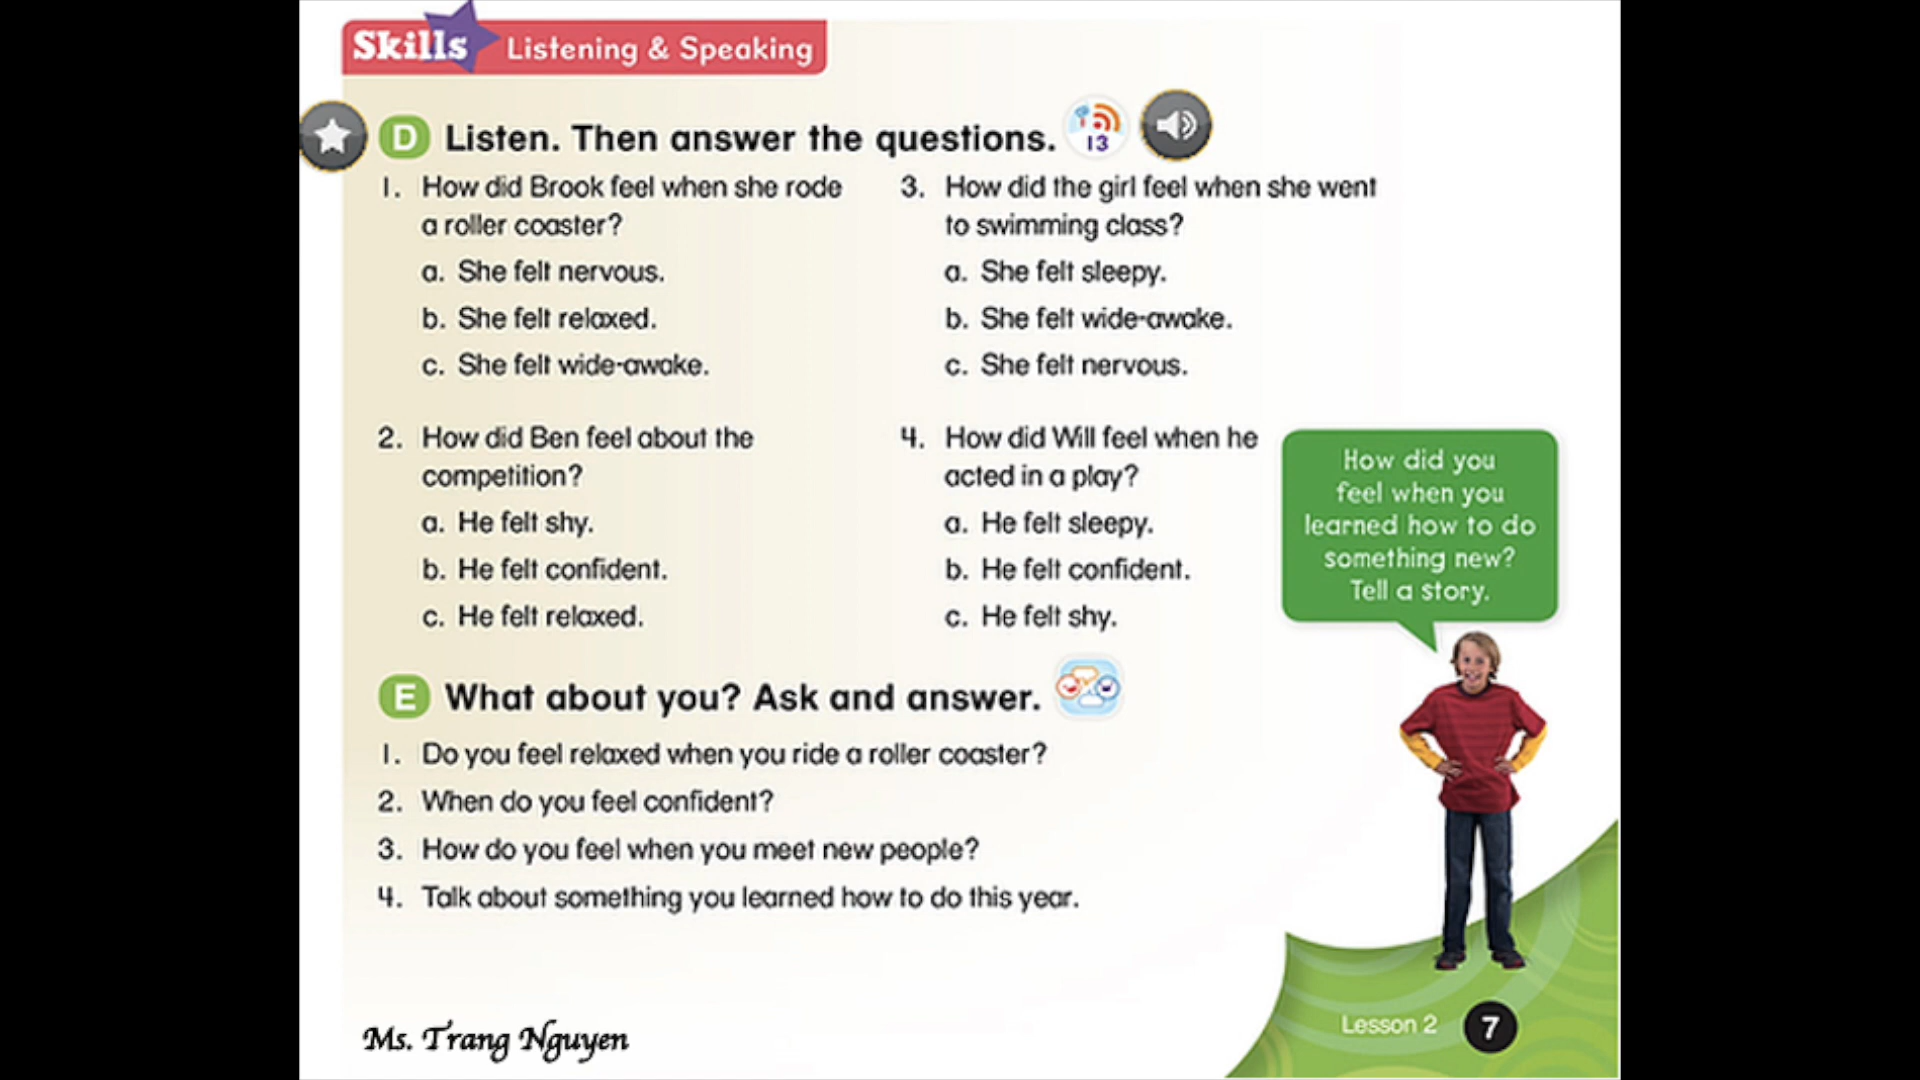 Skills Listening & Speaking
D Listen. Then answer the questions. 13
1. How did Brook feel when she rode
a roller coaster?
a. She felt nervous.
b. She felt relaxed.
c. She felt wide-awake.
2. How did Ben feel about the
competition?
a. He felt shy.
b. He felt confident.
c. He felt relaxed.
3. How did the girl feel when she went
to swimming class?
a. She felt sleepy.
b. She felt wide-awake.
c. She felt nervous.
4. How did Will feel when he
acted in a play?
a. He felt sleepy.
b. He felt confident.
c. He felt shy.
How did you
feel when you
learned how to do
something new?
Tell a story.
E What about you? Ask and answer.
1. Do you feel relaxed when you ride a roller coaster?
2. When do you feel confident?
3. How do you feel when you meet new people?
4. Talk about something you learned how to do this year.
Ms. Trang Nguyen
Lesson 2 7